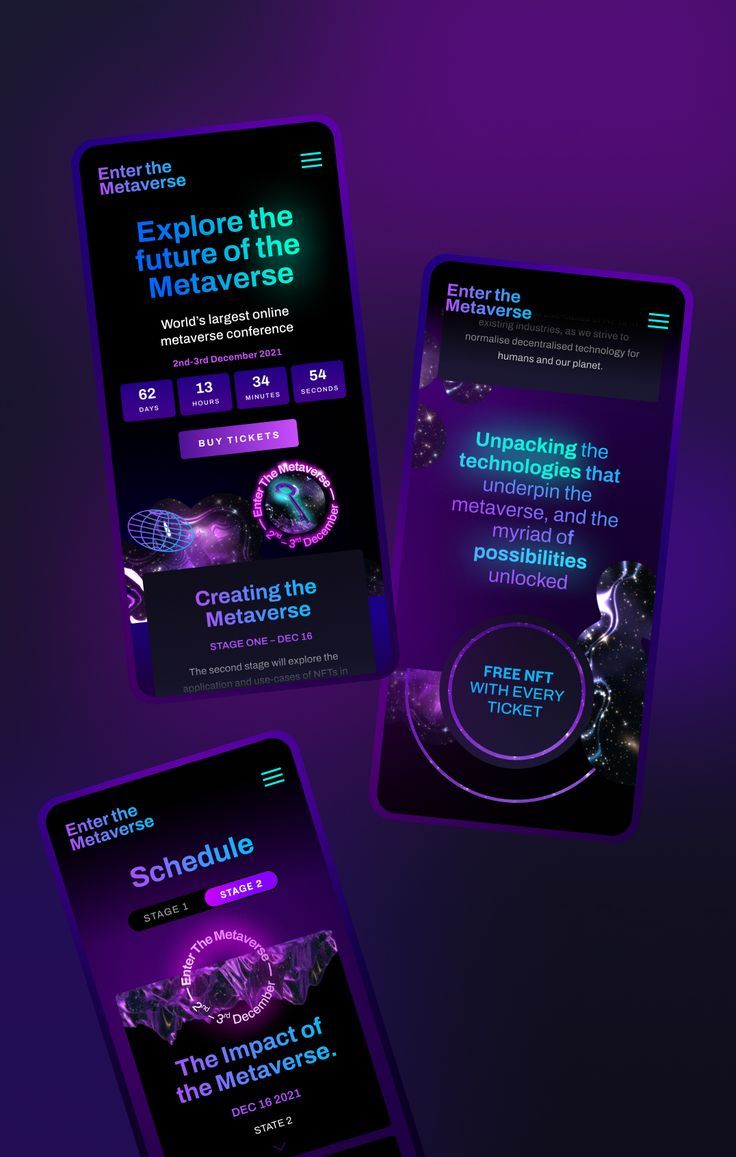 Enter the
Metaverse
Explore the
future of the
Metaverse
World's largest online
metaverse conference
2nd-3rd December 2021
62
DAYS
13
HOURS
34
MINUTES
54
SECONDS
BUY TICKETS
Enter The Metaverse
— 2nd – 3rd December —
Creating the
Metaverse
STAGE ONE – DEC 16
The second stage will explore the
application and use-cases of NFTs in
Enter the
Metaverse
existing industries, as we strive to
normalise decentralised technology for
humans and our planet.
Unpacking the
technologies that
underpin the
metaverse, and the
myriad of
possibilities
unlocked
FREE NFT
WITH EVERY
TICKET
Enter the
Metaverse
Schedule
STAGE 1
STAGE 2
Enter The Metaverse
— 2nd – 3rd December —
The Impact of
the Metaverse.
DEC 16 2021
STATE 2